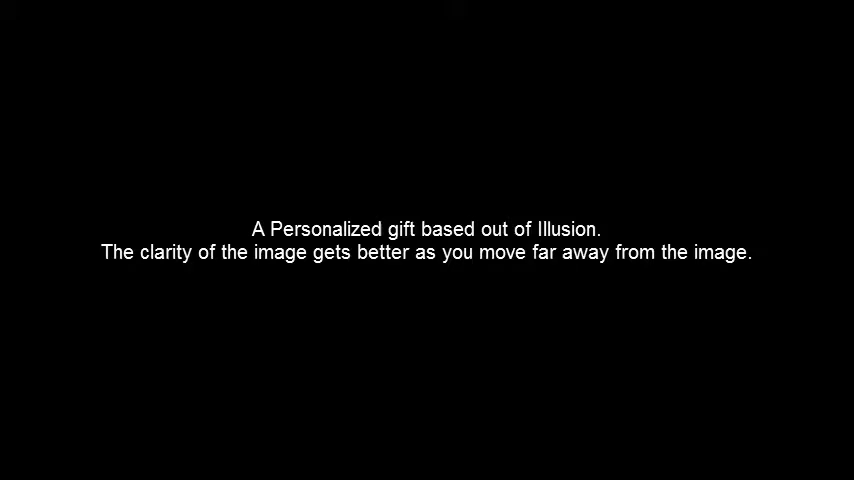 A Personalized gift based out of Illusion.
The clarity of the image gets better as you move far away from the image.